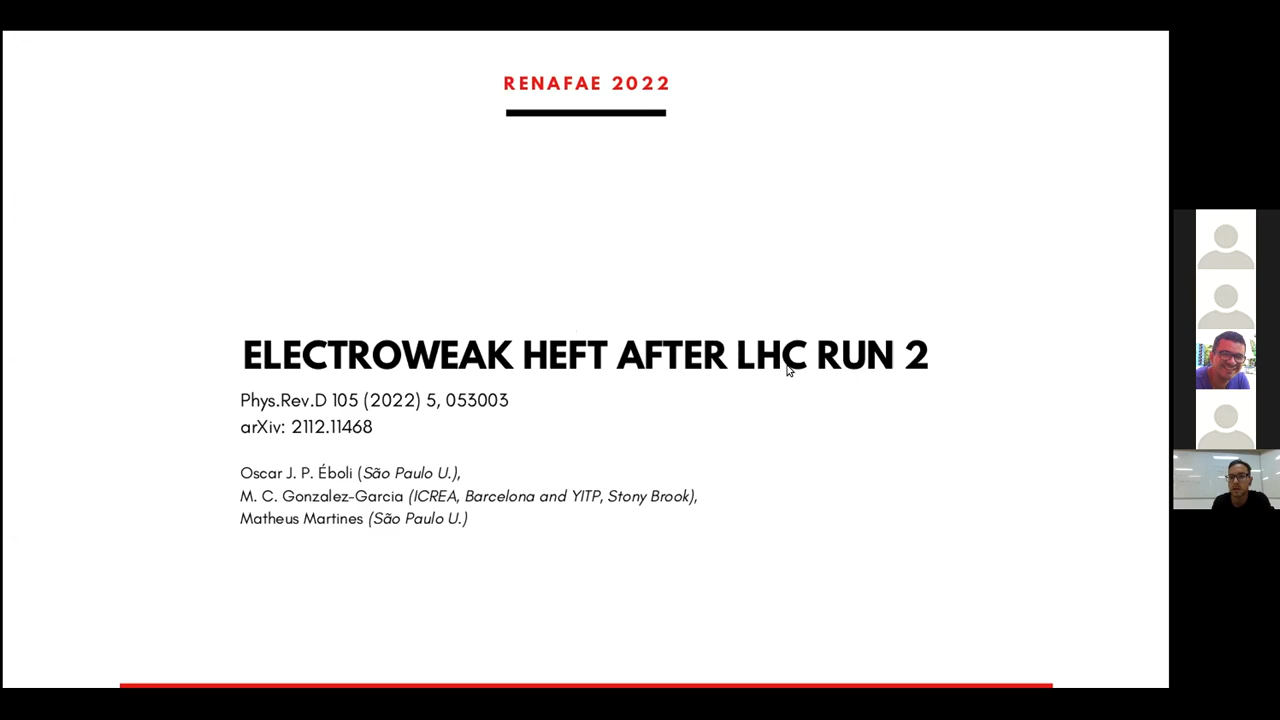 RENAFAE 2022
ELECTROWEAK HEFT AFTER LHC RUN 2
Phys.Rev.D 105 (2022) 5, 053003
arXiv: 2112.11468
Oscar J. P. Éboli (São Paulo U.),
M. C. Gonzalez-Garcia (ICREA, Barcelona and YITP, Stony Brook),
Matheus Martines (São Paulo U.)